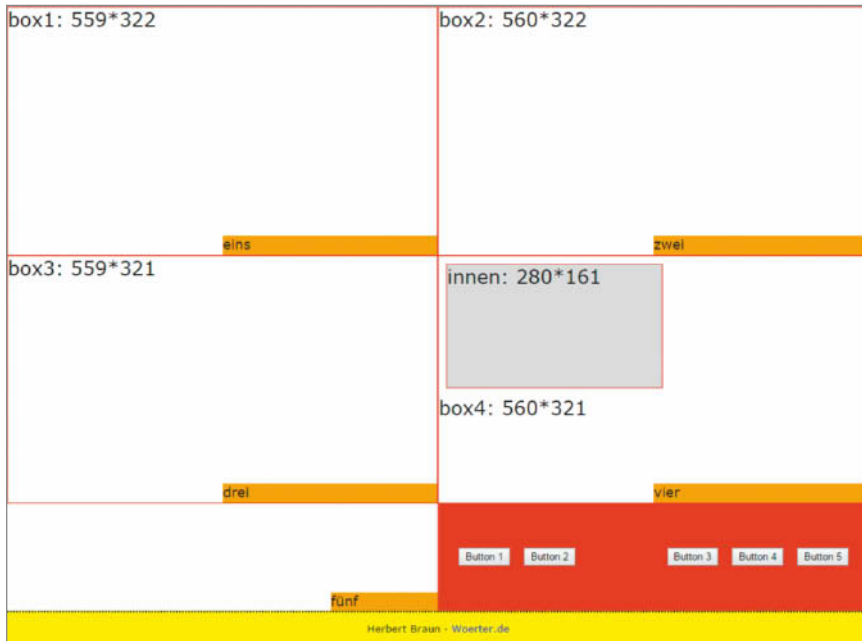 box1: 559*322
box2: 560*322
eins
zwei
box3: 559*321
innen: 280*161
box4: 560*321
drei
vier
Button 1 Button 2 Button 3 Button 4 Button 5
fünf
Herbert Braun - Woerter.de